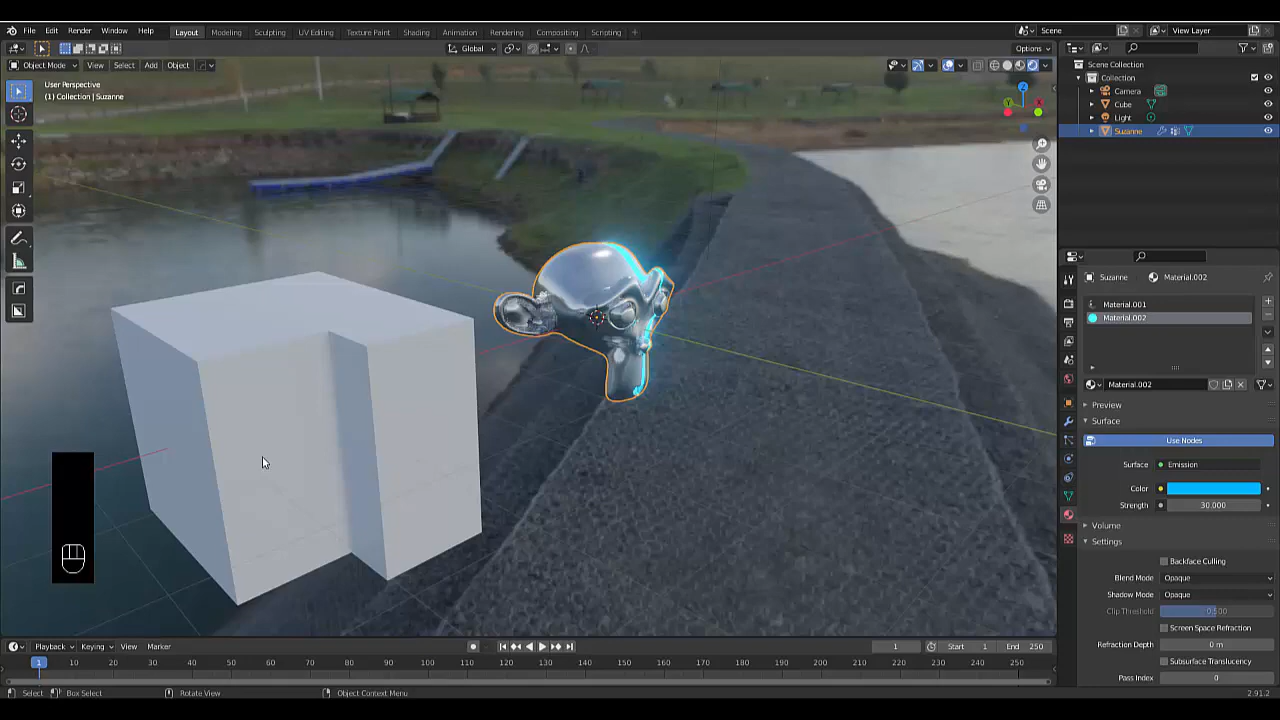 File Edit Render Window Help Layout Modeling Sculpting UV Editing Texture Paint Shading Animation Rendering Compositing Scripting + Scene View Layer
Global Options
Object Mode View Select Add Object
User Perspective
(1) Collection | Suzanne
Scene Collection
Collection
Camera
Cube
Light
Suzanne
Z
Y
X
Suzanne Material.002
Material.001
Material.002
Material.002
Preview
Surface
Use Nodes
Surface Emission
Color
Strength 30.000
Volume
Settings
Backface Culling
Blend Mode Opaque
Shadow Mode Opaque
Clip Threshold 0.500
Screen Space Refraction
Refraction Depth 0 m
Subsurface Translucency
Pass Index 0
Playback Keying View Marker 1 Start 1 End 250
1 10 20 30 40 50 60 70 80 90 100 110 120 130 140 150 160 170 180 190 200 210 220 230 240 250
Select Box Select Rotate View Object Context Menu 2.91.2